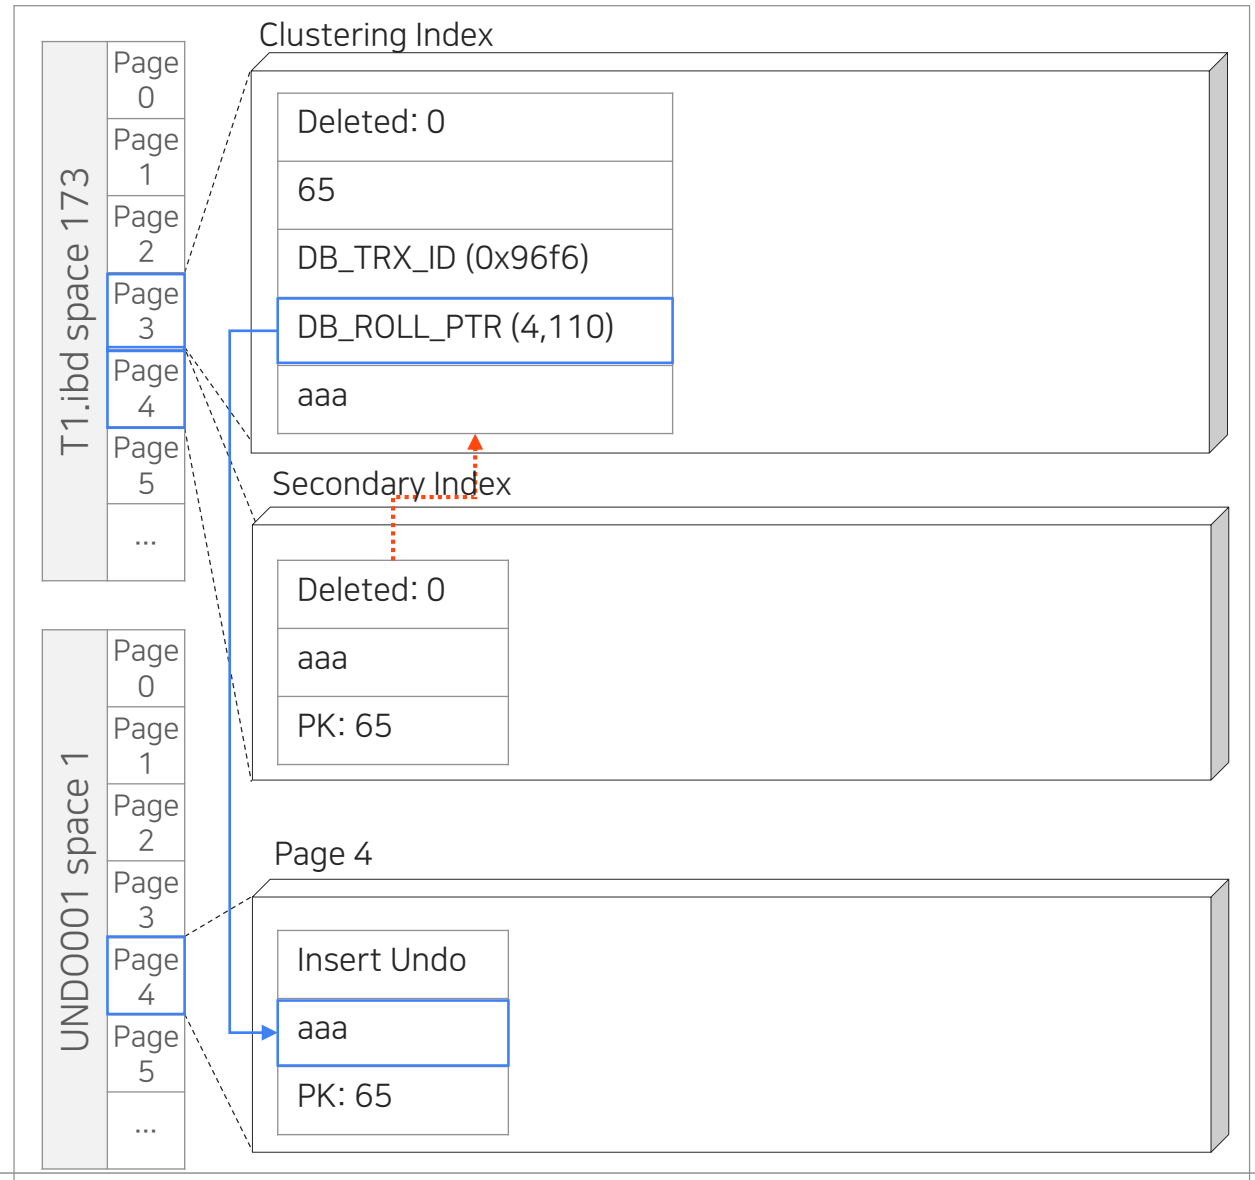 Clustering Index
T1.ibd space 173
Page
0
Page
1
Page
2
Page
3
Page
4
Page
5
...
Deleted: 0
65
DB_TRX_ID (0x96f6)
DB_ROLL_PTR (4,110)
aaa
Secondary Index
Deleted: 0
aaa
PK: 65
UNDO001 space 1
Page
0
Page
1
Page
2
Page
3
Page
4
Page
5
...
Page 4
Insert Undo
aaa
PK: 65